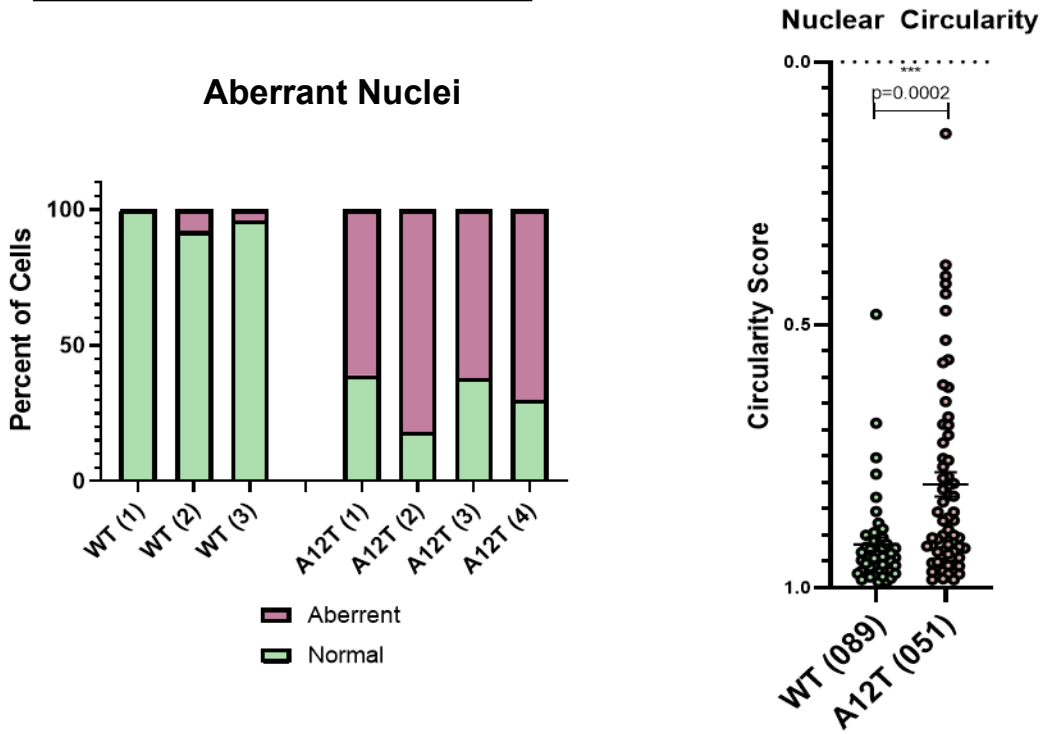 Aberrant Nuclei
Percent of Cells
100
50
0
WT (1)
WT (2)
WT (3)
A12T (1)
A12T (2)
A12T (3)
A12T (4)
Aberrent
Normal
Nuclear Circularity
Circularity Score
0.0
0.5
1.0
***
p=0.0002
WT (089)
A12T (051)